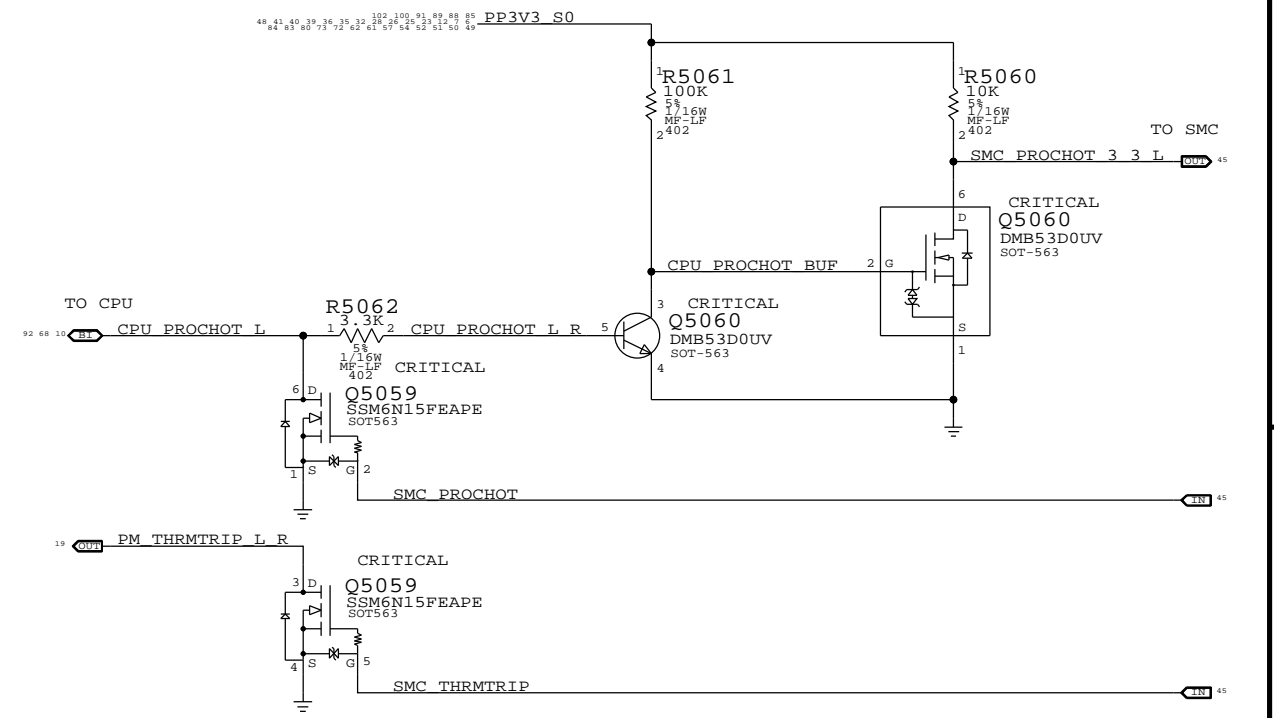 102 100 91 89 88 85
48 41 40 39 36 35 32 28 26 25 23 12 7 6
84 83 80 73 72 62 61 57 54 52 51 50 49
PP3V3_S0
1
R5061
100K
5%
1/16W
MF-LF
402
2
1
R5060
10K
5%
1/16W
MF-LF
402
2
TO SMC
SMC_PROCHOT_3_3_L
OUT
45
6
D
CRITICAL
Q5060
DMB53D0UV
SOT-563
CPU_PROCHOT_BUF
2
G
S
1
3
CRITICAL
Q5060
DMB53D0UV
SOT-563
4
TO CPU
92 68 10
BI
CPU_PROCHOT_L
R5062
1
3.3K
2
5%
1/16W
MF-LF
402
CPU_PROCHOT_L_R
5
CRITICAL
6
D
Q5059
SSM6N15FEAPE
SOT563
1
S
G
2
SMC_PROCHOT
IN
45
19
OUT
PM_THRMTRIP_L_R
CRITICAL
3
D
Q5059
SSM6N15FEAPE
SOT563
4
S
G
5
SMC_THRMTRIP
IN
45